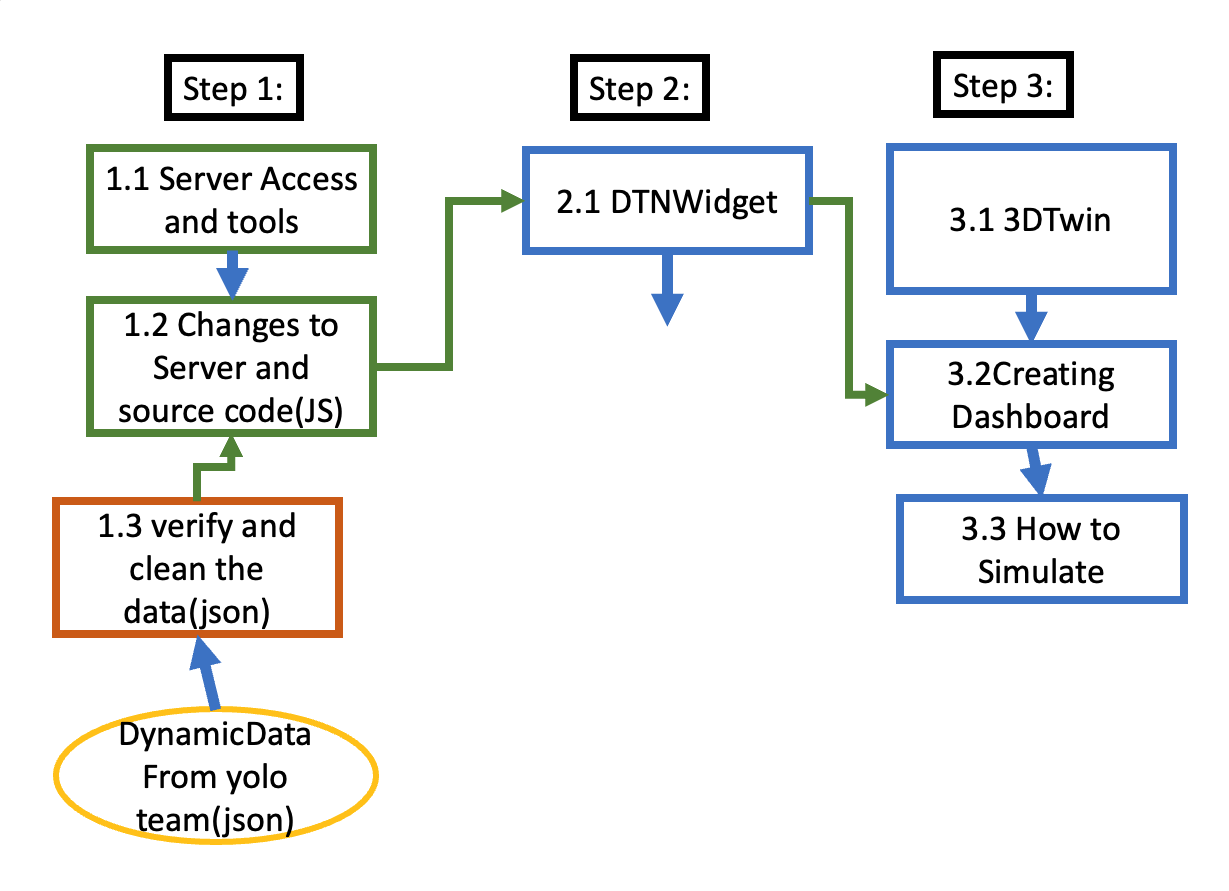 Step 1:
1.1 Server Access
and tools
1.2 Changes to
Server and
source code(JS)
1.3 verify and
clean the
data(json)
DynamicData
From yolo
team(json)
Step 2:
2.1 DTNWidget
Step 3:
3.1 3DTwin
3.2Creating
Dashboard
3.3 How to
Simulate